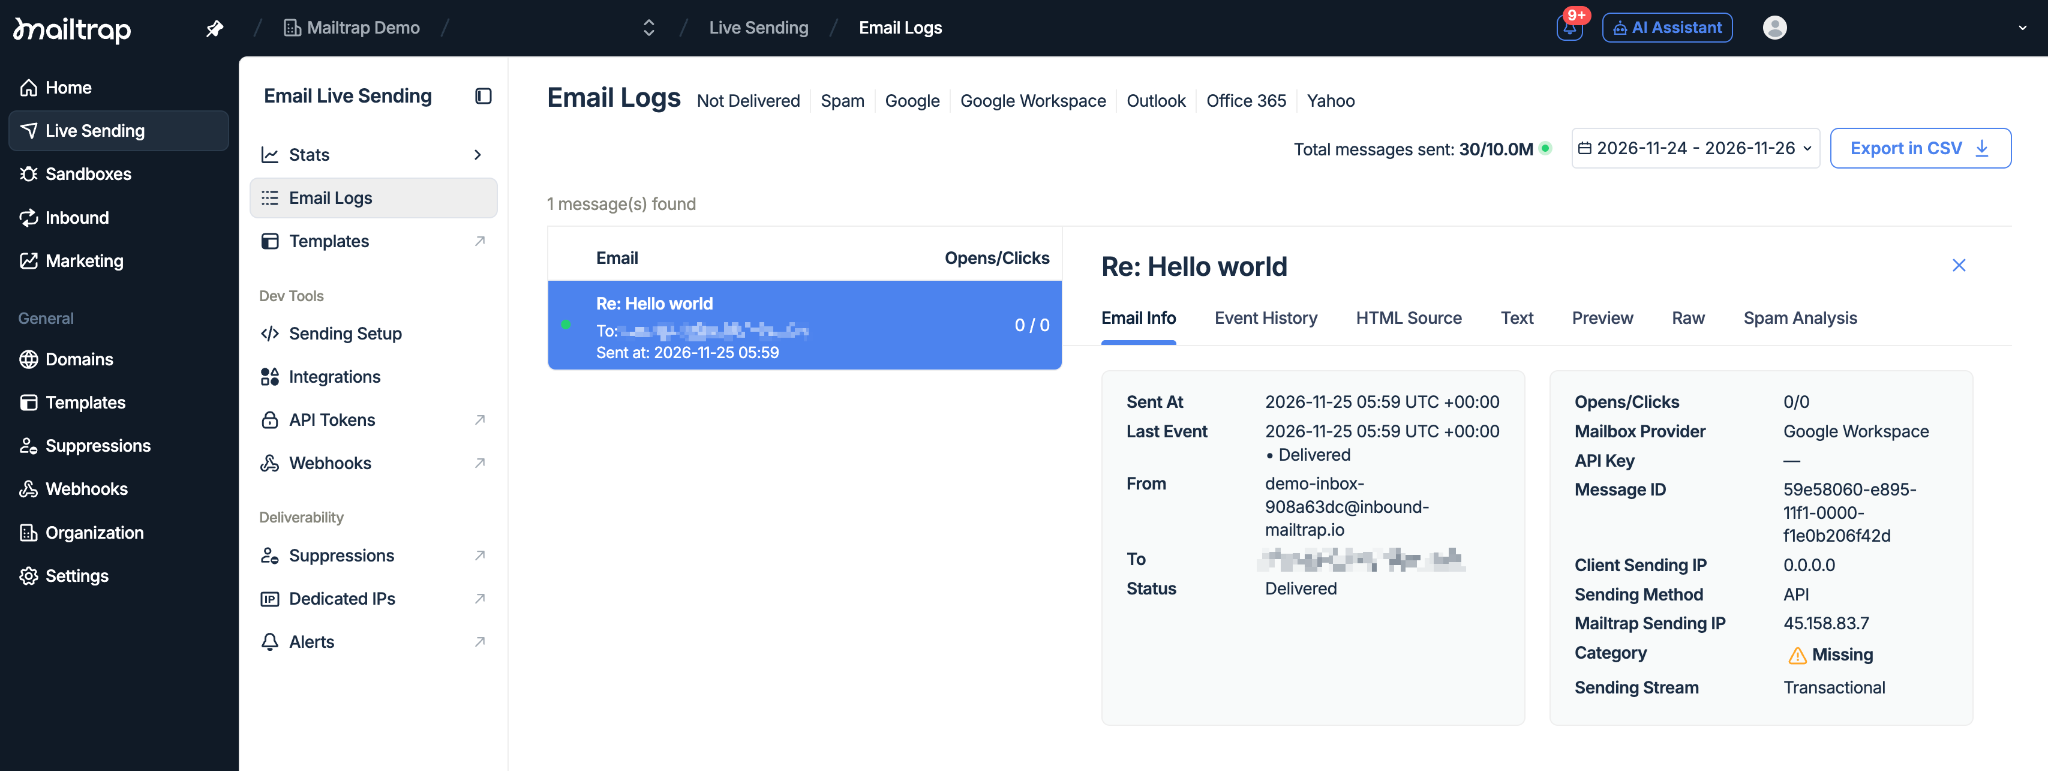 mailtrap
Mailtrap Demo
Live Sending
Email Logs
9+
AI Assistant
Home
Live Sending
Sandboxes
Inbound
Marketing
General
Domains
Templates
Suppressions
Webhooks
Organization
Settings
Email Live Sending
Stats
Email Logs
Templates
Dev Tools
Sending Setup
Integrations
API Tokens
Webhooks
Deliverability
Suppressions
IP Dedicated IPs
Alerts
Email Logs Not Delivered Spam Google Google Workspace Outlook Office 365 Yahoo
Total messages sent: 30/10.0M
2026-11-24 - 2026-11-26
Export in CSV
1 message(s) found
Email Opens/Clicks
Re: Hello world
To:
0 / 0
Sent at: 2026-11-25 05:59
Re: Hello world
Email Info Event History HTML Source Text Preview Raw Spam Analysis
Sent At 2026-11-25 05:59 UTC +00:00
Last Event 2026-11-25 05:59 UTC +00:00
• Delivered
From demo-inbox-
908a63dc@inbound-
mailtrap.io
To
Status Delivered
Opens/Clicks 0/0
Mailbox Provider Google Workspace
API Key —
Message ID 59e58060-e895-
11f1-0000-
f1e0b206f42d
Client Sending IP 0.0.0.0
Sending Method API
Mailtrap Sending IP 45.158.83.7
Category Missing
Sending Stream Transactional